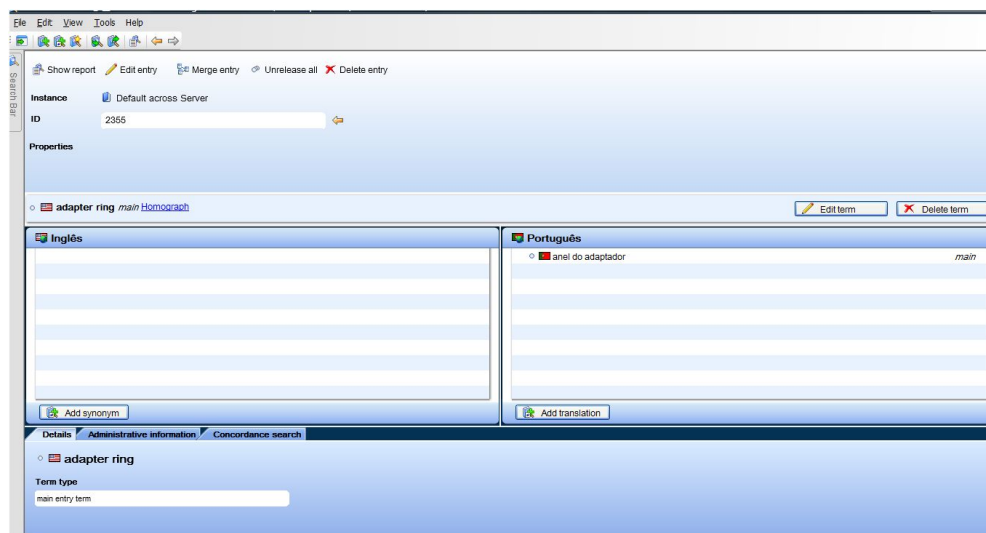 File Edit View Tools Help
Search Bar
Show report Edit entry Merge entry Unrelease all Delete entry
Instance Default across Server
ID 2355
Properties
adapter ring main Homograph Edit term Delete term
Inglês Português
anel do adaptador main
Add synonym Add translation
Details Administrative information Concordance search
adapter ring
Term type
main entry term